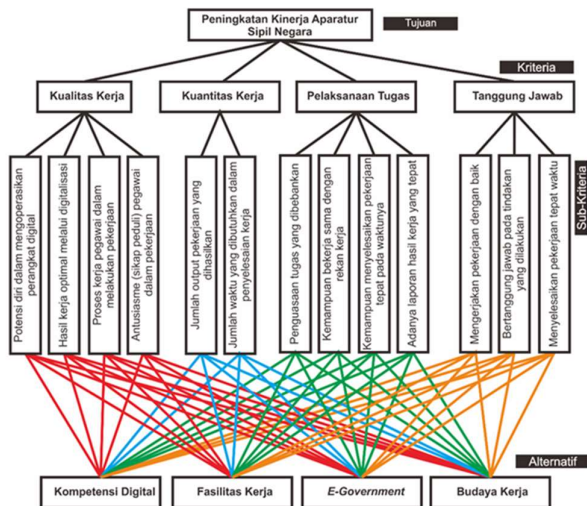 Peningkatan Kinerja Aparatur
Sipil Negara
Tujuan
Kriteria
Kualitas Kerja
Kuantitas Kerja
Pelaksanaan Tugas
Tanggung Jawab
Potensi diri dalam mengoperasikan
perangkat digital
Hasil kerja optimal melalui digitalisasi
Proses kerja pegawai dalam
melakukan pekerjaan
Antusiasme (sikap peduli) pegawai
dalam pekerjaan
Jumlah output pekerjaan yang
dihasilkan
Jumlah waktu yang dibutuhkan dalam
penyelesaian kerja
Penguasaan tugas yang dibebankan
Kemampuan bekerja sama dengan
rekan kerja
Kemampuan menyelesaikan pekerjaan
tepat pada waktunya
Adanya laporan hasil kerja yang tepat
Mengerjakan pekerjaan dengan baik
Bertanggung jawab pada tindakan
yang dilakukan
Menyelesaikan pekerjaan tepat waktu
Sub-Kriteria
Alternatif
Kompetensi Digital
Fasilitas Kerja
E-Government
Budaya Kerja